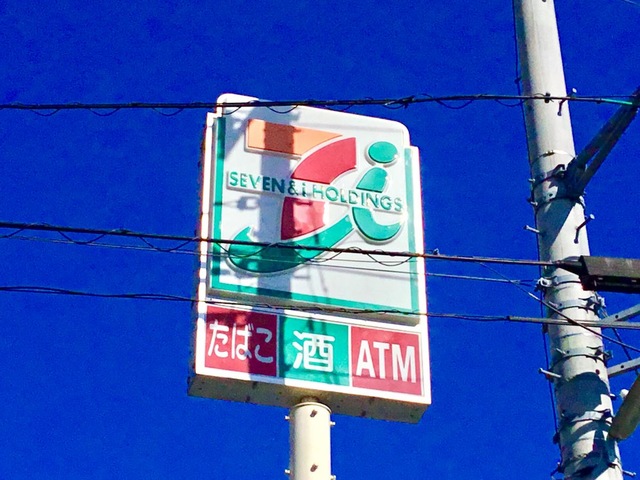 SEVEN & i HOLDINGS
たばこ 酒 ATM